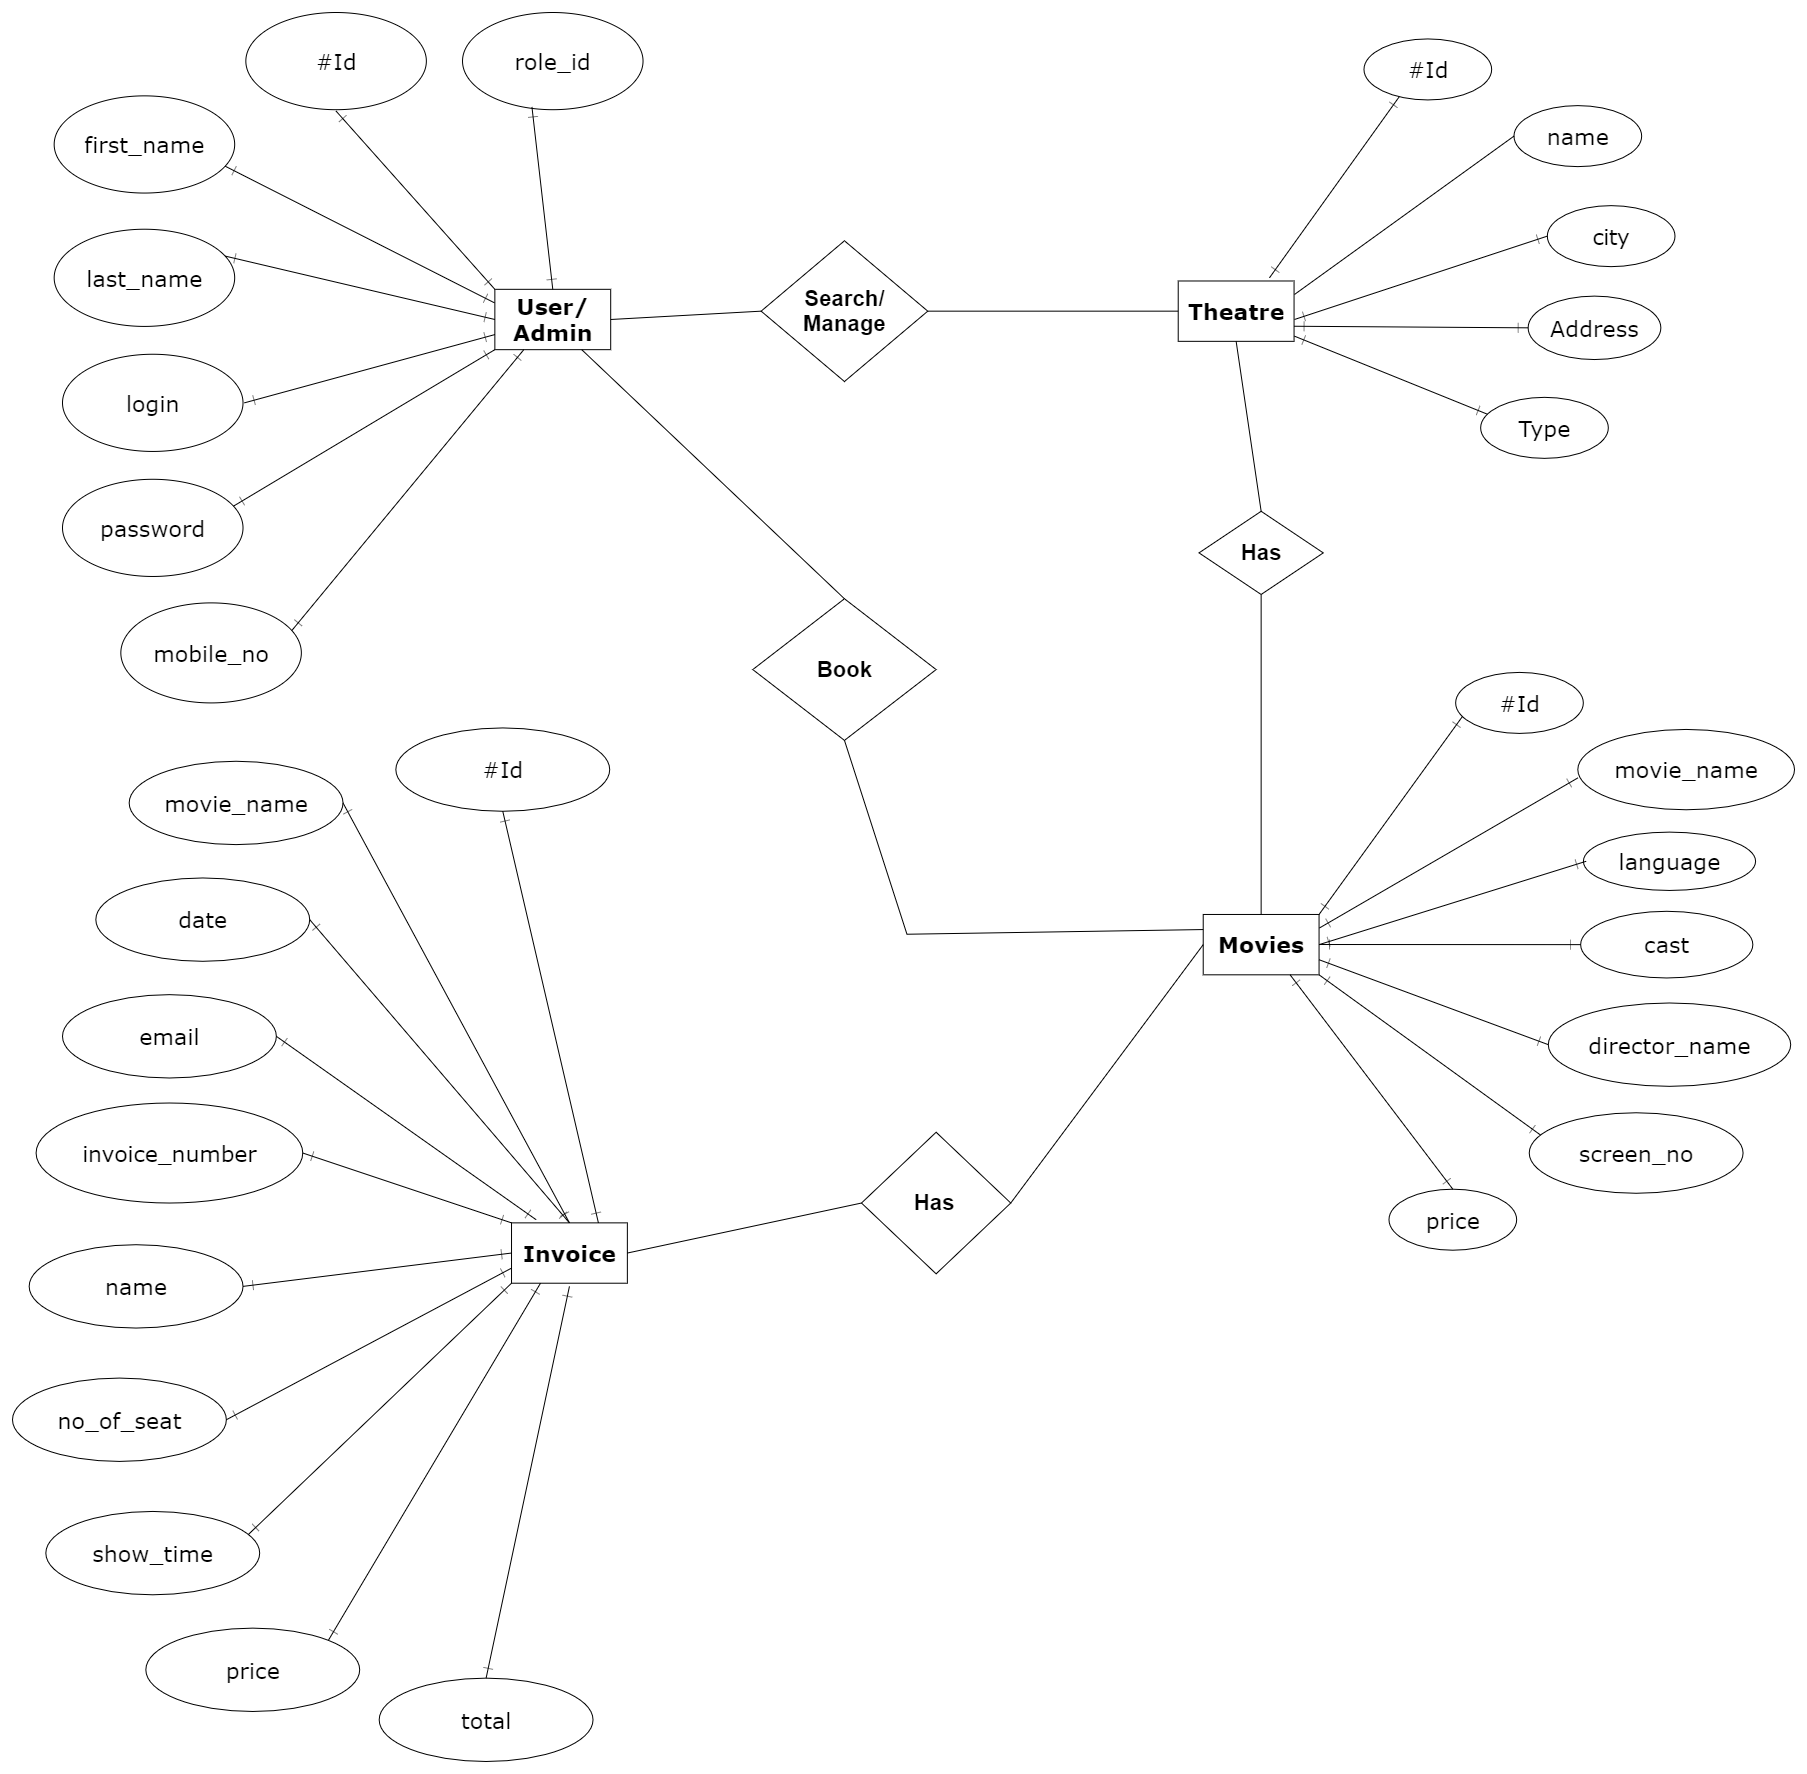 #Id
role_id
first_name
last_name
login
password
mobile_no
User/
Admin
Search/
Manage
Theatre
#Id
name
city
Address
Type
Has
Book
#Id
movie_name
language
cast
director_name
screen_no
price
Movies
#Id
movie_name
date
email
invoice_number
name
no_of_seat
show_time
price
total
Invoice
Has